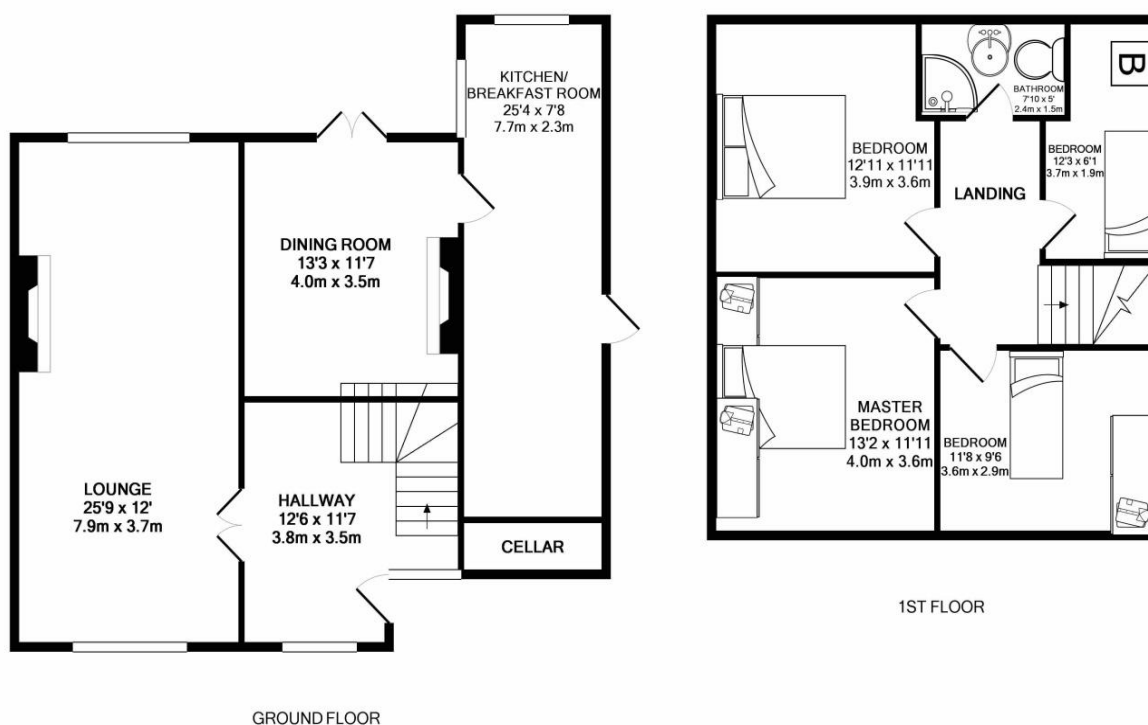 KITCHEN/
BREAKFAST ROOM
25'4 x 7'8
7.7m x 2.3m
DINING ROOM
13'3 x 11'7
4.0m x 3.5m
LOUNGE
25'9 x 12'
7.9m x 3.7m
HALLWAY
12'6 x 11'7
3.8m x 3.5m
CELLAR
GROUND FLOOR
BATHROOM
7'10 x 5'
2.4m x 1.5m
B
BEDROOM
12'11 x 11'11
3.9m x 3.6m
BEDROOM
12'3 x 6'1
3.7m x 1.9m
LANDING
MASTER
BEDROOM
13'2 x 11'11
4.0m x 3.6m
BEDROOM
11'8 x 9'6
3.6m x 2.9m
1ST FLOOR